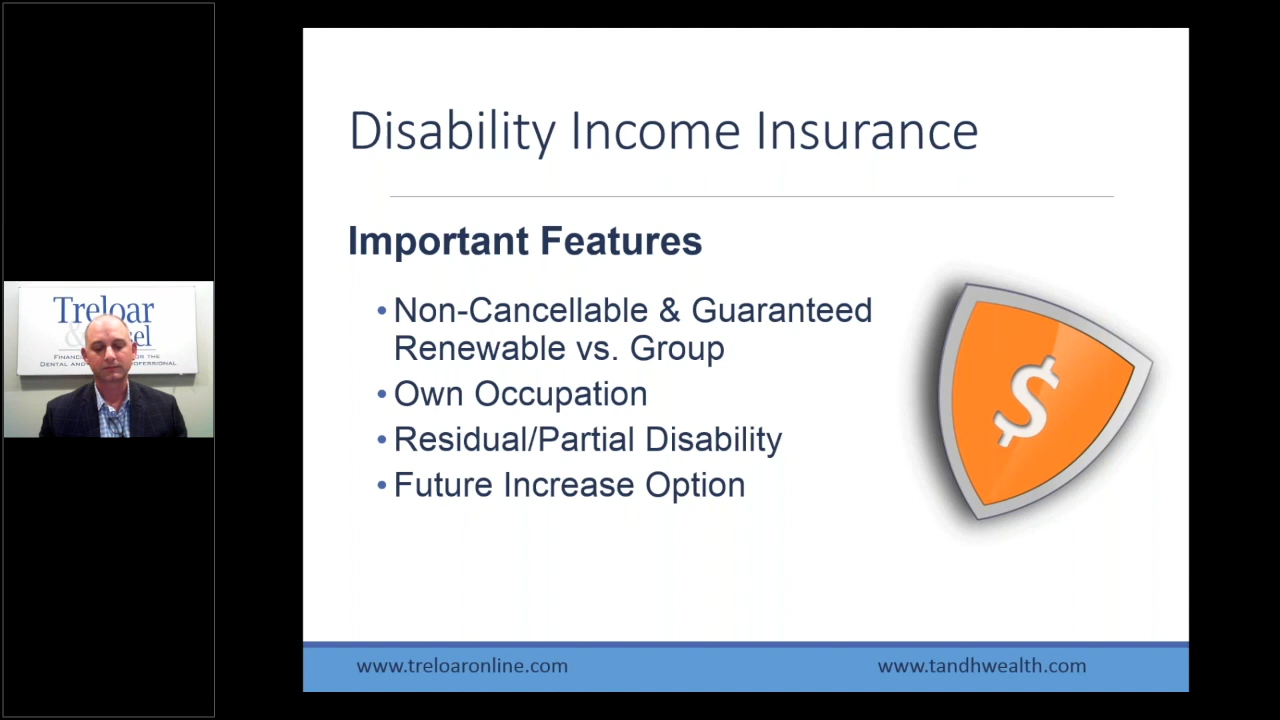 Disability Income Insurance
Important Features
• Non-Cancellable & Guaranteed
Renewable vs. Group
• Own Occupation
• Residual/Partial Disability
• Future Increase Option
$
www.treloaronline.com
www.tandhwealth.com
Treloar
&